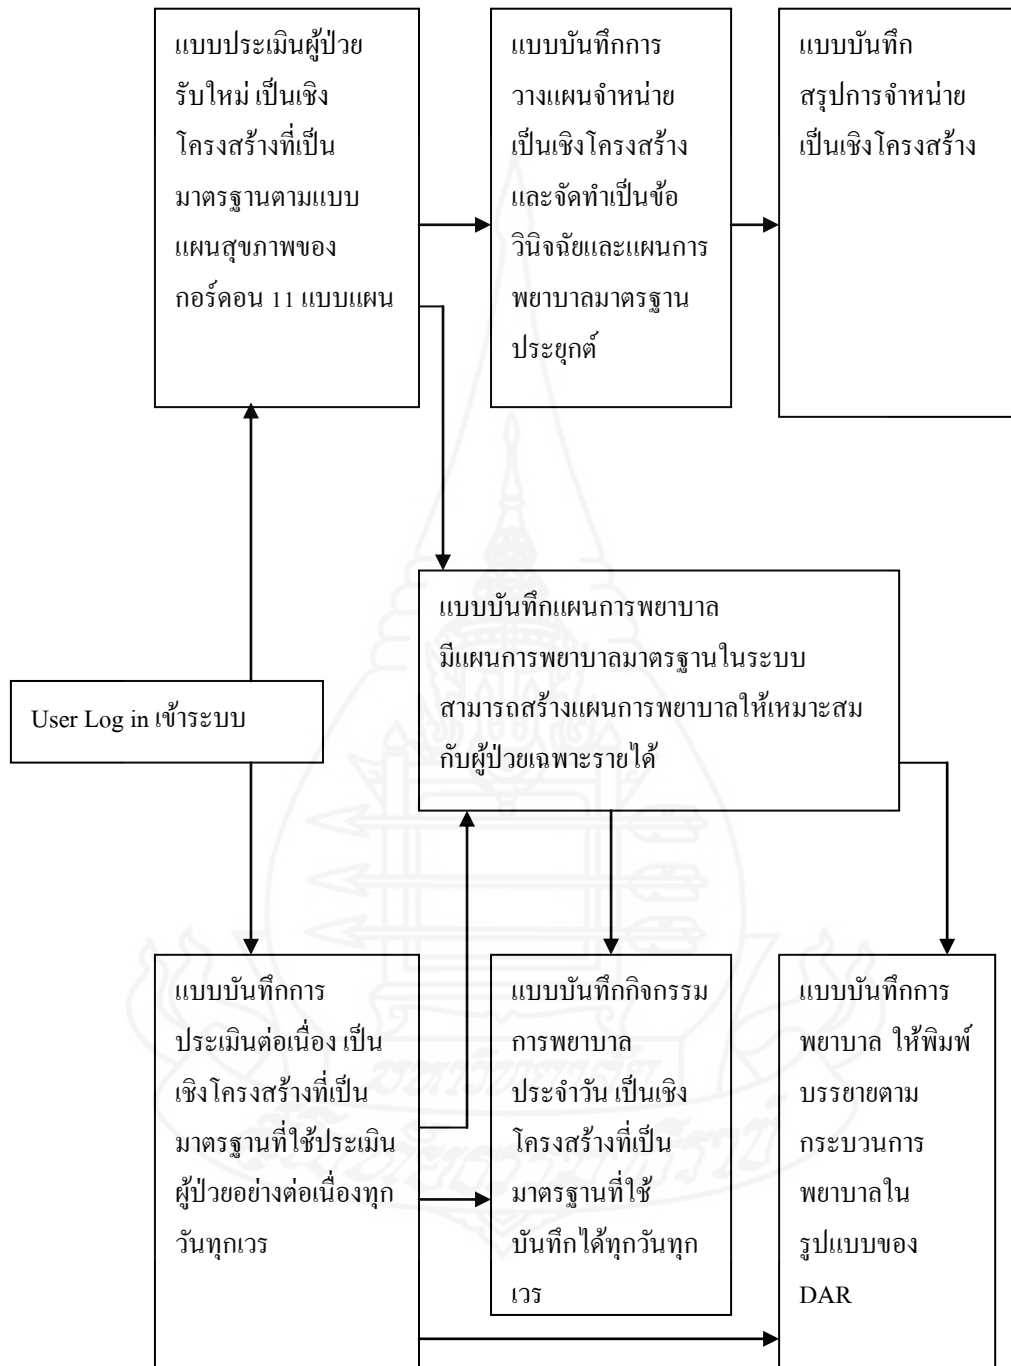 แบบประเมินผู้ป่วย
รับใหม่ เป็นเชิง
โครงสร้างที่เป็น
มาตรฐานตามแบบ
แผนสุขภาพของ
กอร์ดอน 11 แบบแผน
แบบบันทึกการ
วางแผนจำหน่าย
เป็นเชิงโครงสร้าง
และจัดทำเป็นข้อ
วินิจฉัยและแผนการ
พยาบาลมาตรฐาน
ประยุกต์
แบบบันทึก
สรุปการจำหน่าย
เป็นเชิงโครงสร้าง
แบบบันทึกแผนการพยาบาล
มีแผนการพยาบาลมาตรฐานในระบบ
สามารถสร้างแผนการพยาบาลให้เหมาะสม
กับผู้ป่วยเฉพาะรายได้
User Log in เข้าระบบ
แบบบันทึกการ
ประเมินต่อเนื่อง เป็น
เชิงโครงสร้างที่เป็น
มาตรฐานที่ใช้ประเมิน
ผู้ป่วยอย่างต่อเนื่องทุก
วันทุกเวร
แบบบันทึกกิจกรรม
การพยาบาล
ประจำวัน เป็นเชิง
โครงสร้างที่เป็น
มาตรฐานที่ใช้
บันทึกได้ทุกวันทุก
เวร
แบบบันทึกการ
พยาบาล ให้พิมพ์
บรรยายตาม
กระบวนการ
พยาบาลใน
รูปแบบของ
DAR